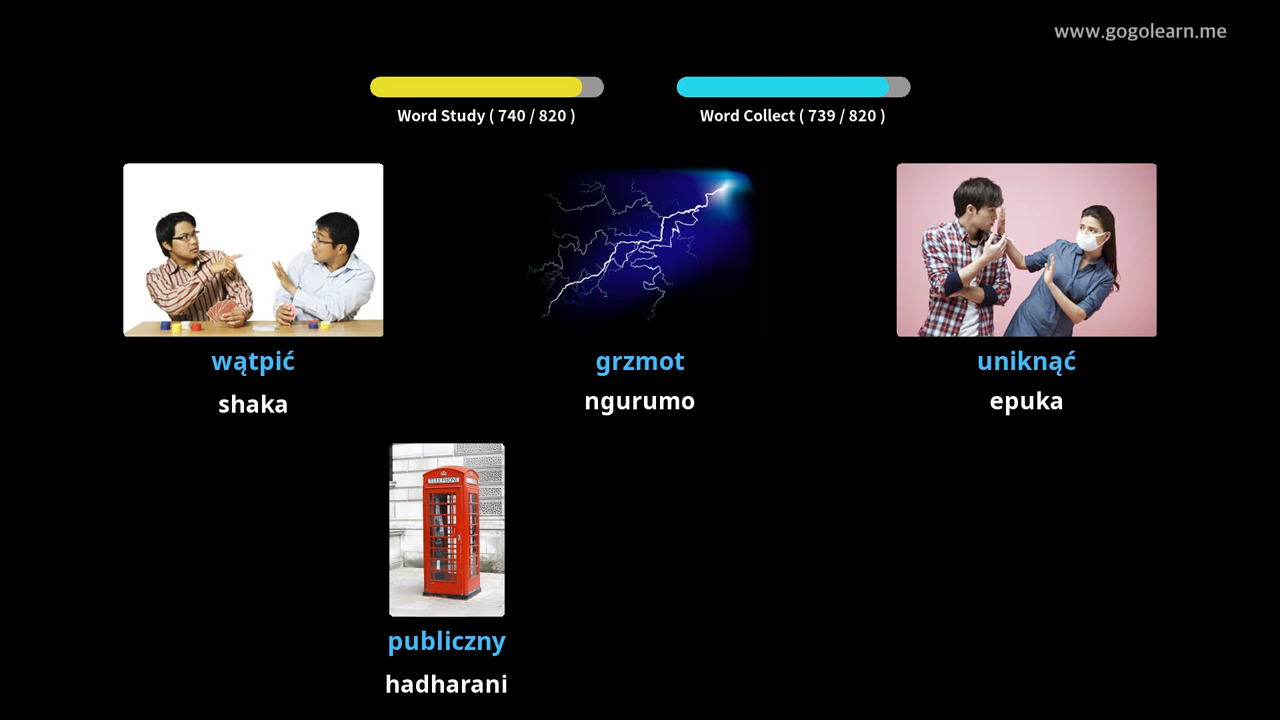 www.gogolearn.me
Word Study ( 740 / 820 )
Word Collect ( 739 / 820 )
wątpić
shaka
grzmot
ngurumo
uniknąć
epuka
TELEPHONE
publiczny
hadharani